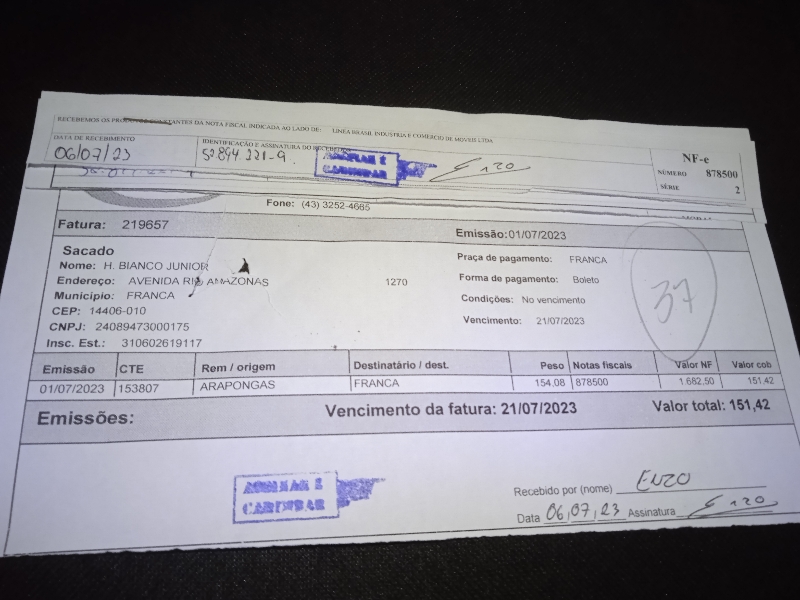 RECEBEMOS OS PRODUTOS CONSTANTES DA NOTA FISCAL INDICADA AO LADO DE: LINEA BRASIL INDUSTRIA E COMERCIO DE MOVEIS LTDA
DATA DE RECEBIMENTO
IDENTIFICAÇÃO E ASSINATURA DO RECEBEDOR
06/07/23
Enzo
NF-e
NÚMERO 878500
SÉRIE 2
Fone: (43) 3252-4665
Fatura: 219657
Emissão:01/07/2023
Sacado
Nome: H. BIANCO JUNIOR
Endereço: AVENIDA RIO AMAZONAS 1270
Município: FRANCA
CEP: 14406-010
CNPJ: 24089473000175
Insc. Est.: 310602619117
Praça de pagamento: FRANCA
Forma de pagamento: Boleto
Condições: No vencimento
Vencimento: 21/07/2023
37
Emissão CTE Rem / origem Destinatário / dest. Peso Notas fiscais Valor NF Valor cob
01/07/2023 153807 ARAPONGAS FRANCA 154.08 878500 1.682,50 151,42
Emissões: Vencimento da fatura: 21/07/2023 Valor total: 151,42
Recebido por (nome) ENZO
Data 06,07,23 Assinatura Enzo